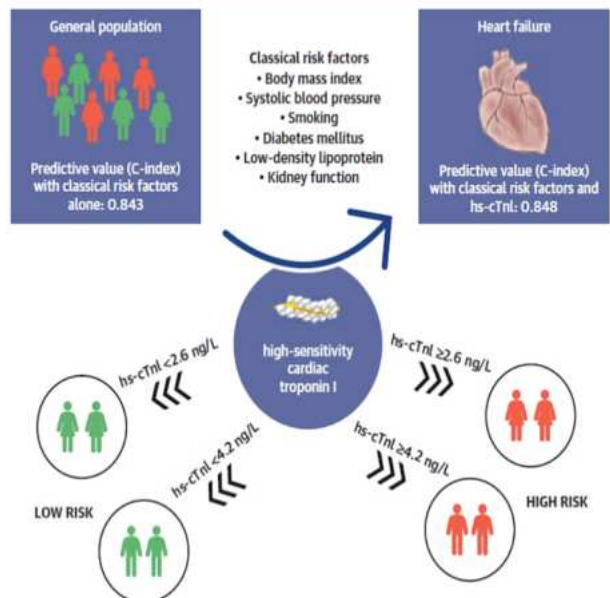 General population
Predictive value (C-index)
with classical risk factors
alone: 0.843
Classical risk factors
• Body mass index
• Systolic blood pressure
• Smoking
• Diabetes mellitus
• Low-density lipoprotein
• Kidney function
Heart failure
Predictive value (C-index)
with classical risk factors and
hs-cTnI: 0.848
high-sensitivity
cardiac
troponin I
hs-cTnI <2.6 ng/L
hs-cTnI ≥2.6 ng/L
hs-cTnI <4.2 ng/L
hs-cTnI ≥4.2 ng/L
LOW RISK
HIGH RISK